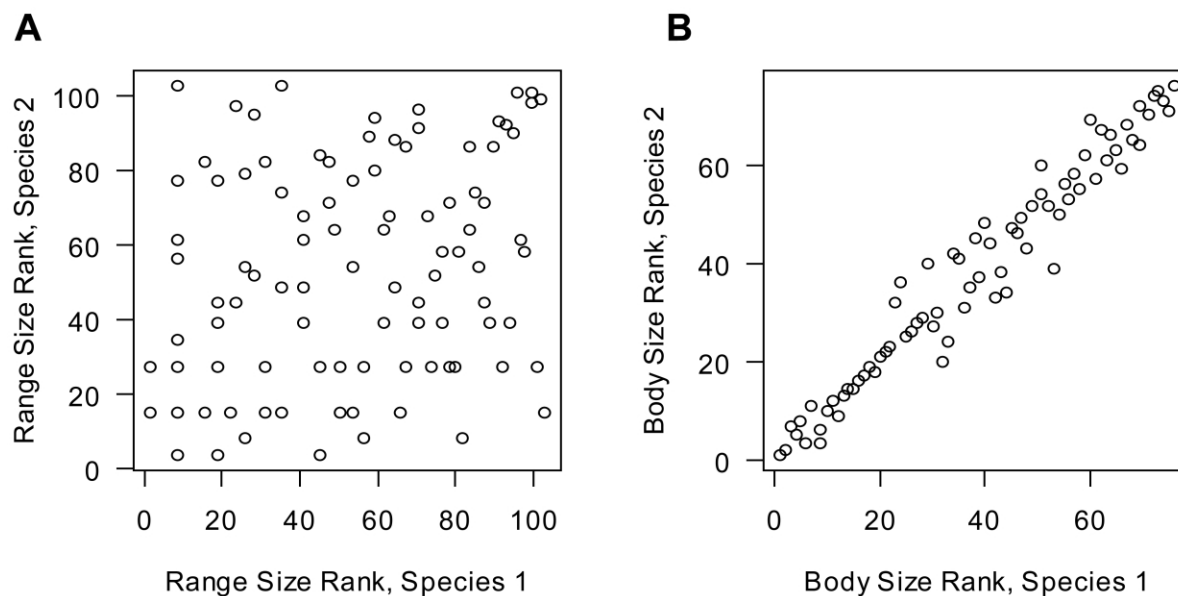 A
Range Size Rank, Species 2
100
80
60
40
20
0
0 20 40 60 80 100
Range Size Rank, Species 1
B
Body Size Rank, Species 2
60
40
20
0
0 20 40 60
Body Size Rank, Species 1